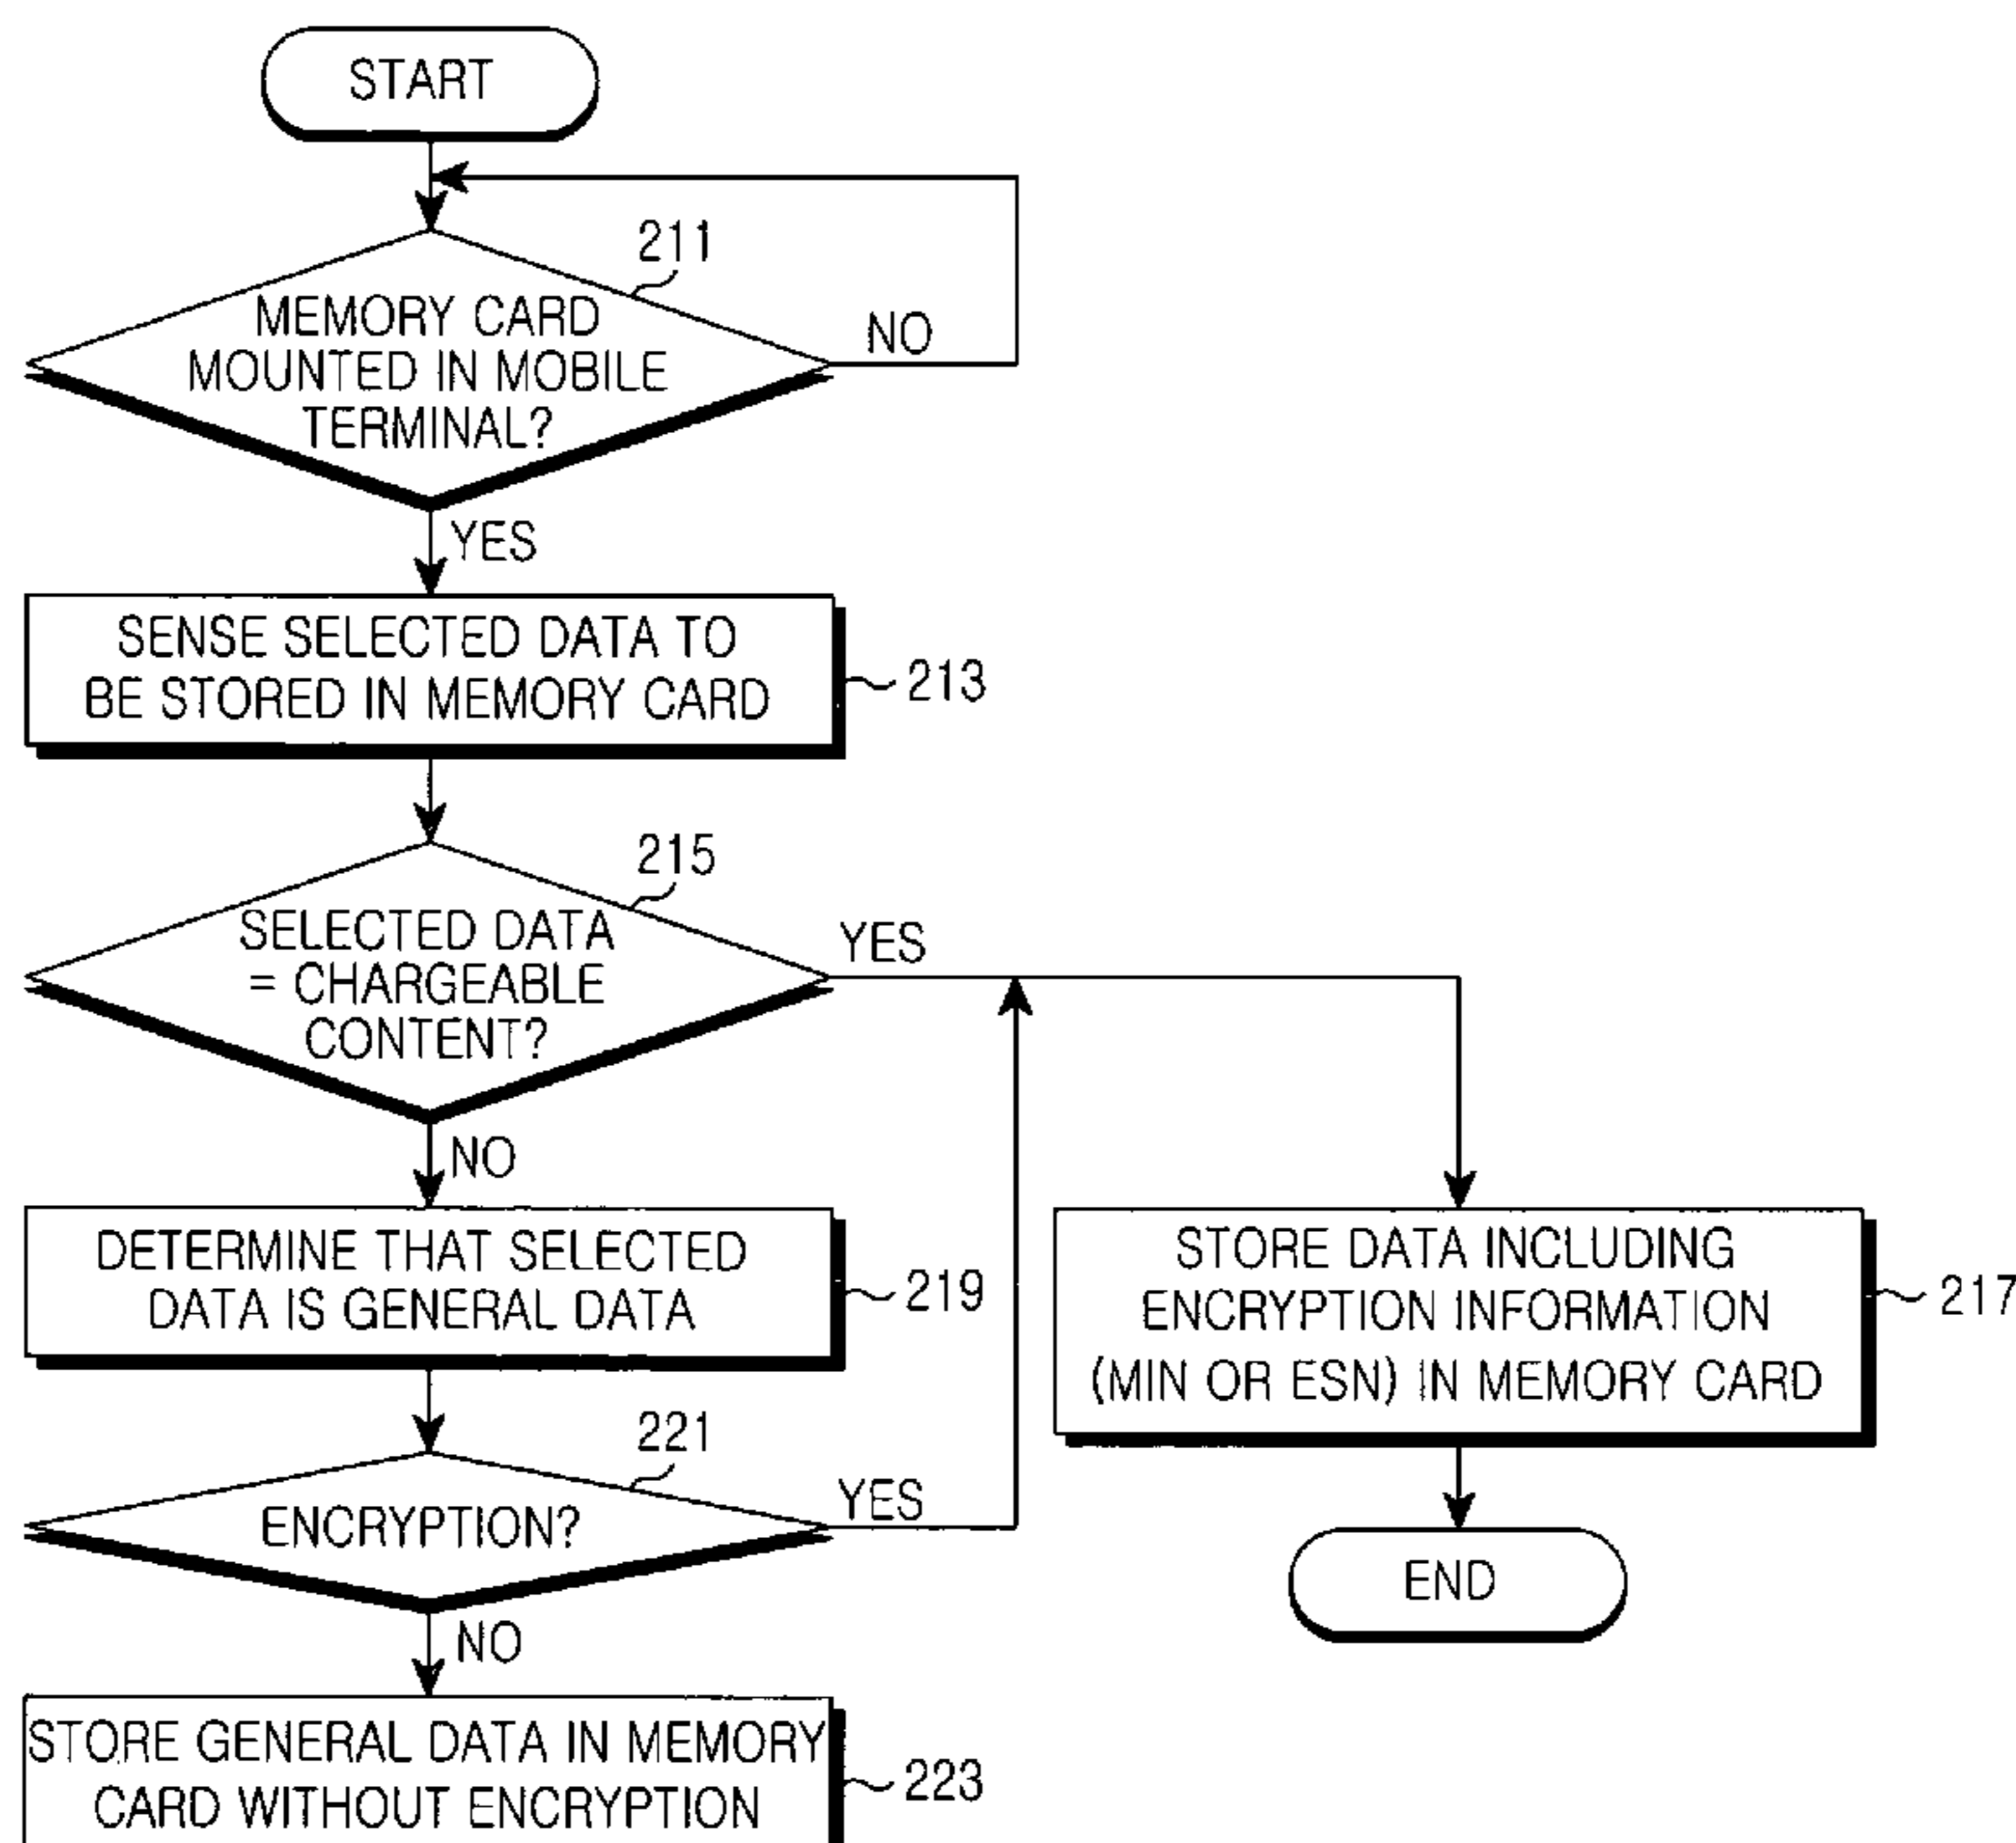 START
211
MEMORY CARD
MOUNTED IN MOBILE
TERMINAL?
NO
YES
SENSE SELECTED DATA TO
BE STORED IN MEMORY CARD
213
215
SELECTED DATA
= CHARGEABLE
CONTENT?
YES
NO
DETERMINE THAT SELECTED
DATA IS GENERAL DATA
219
STORE DATA INCLUDING
ENCRYPTION INFORMATION
(MIN OR ESN) IN MEMORY CARD
217
221
ENCRYPTION?
YES
NO
END
STORE GENERAL DATA IN MEMORY
CARD WITHOUT ENCRYPTION
223